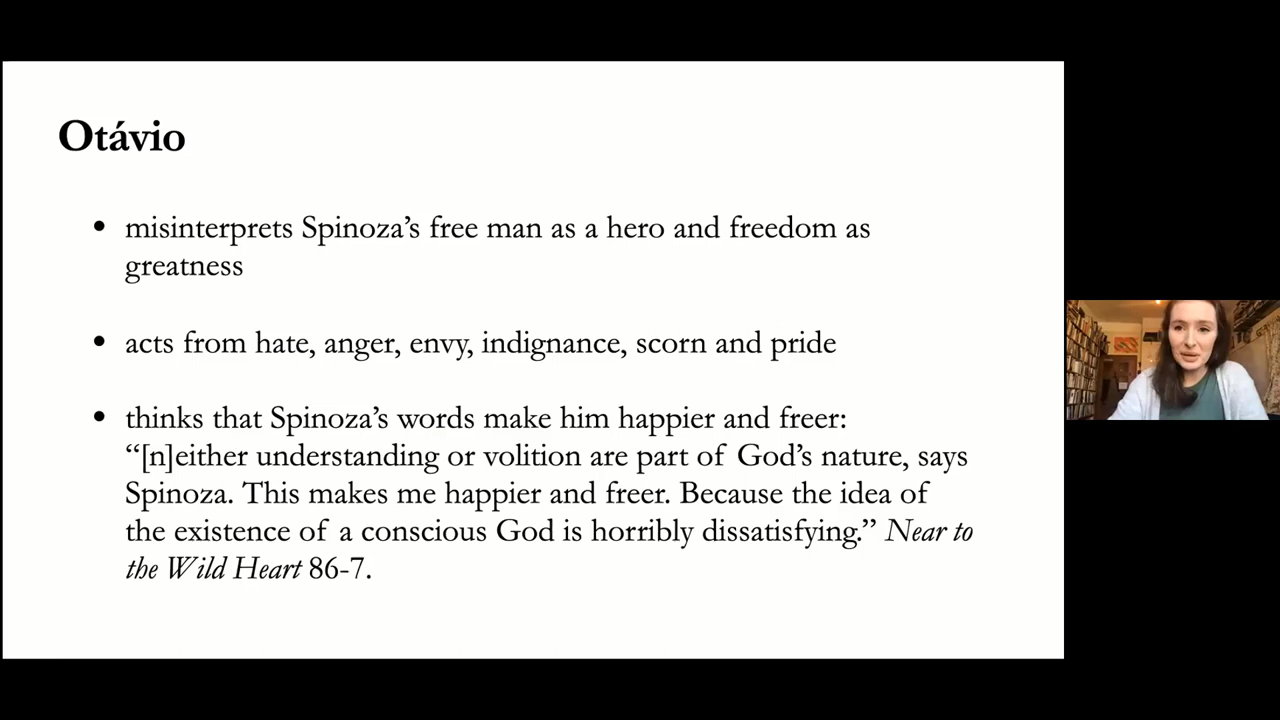 Otávio
• misinterprets Spinoza’s free man as a hero and freedom as
greatness
• acts from hate, anger, envy, indignance, scorn and pride
• thinks that Spinoza’s words make him happier and freer:
“[n]either understanding or volition are part of God’s nature, says
Spinoza. This makes me happier and freer. Because the idea of
the existence of a conscious God is horribly dissatisfying.” Near to
the Wild Heart 86-7.